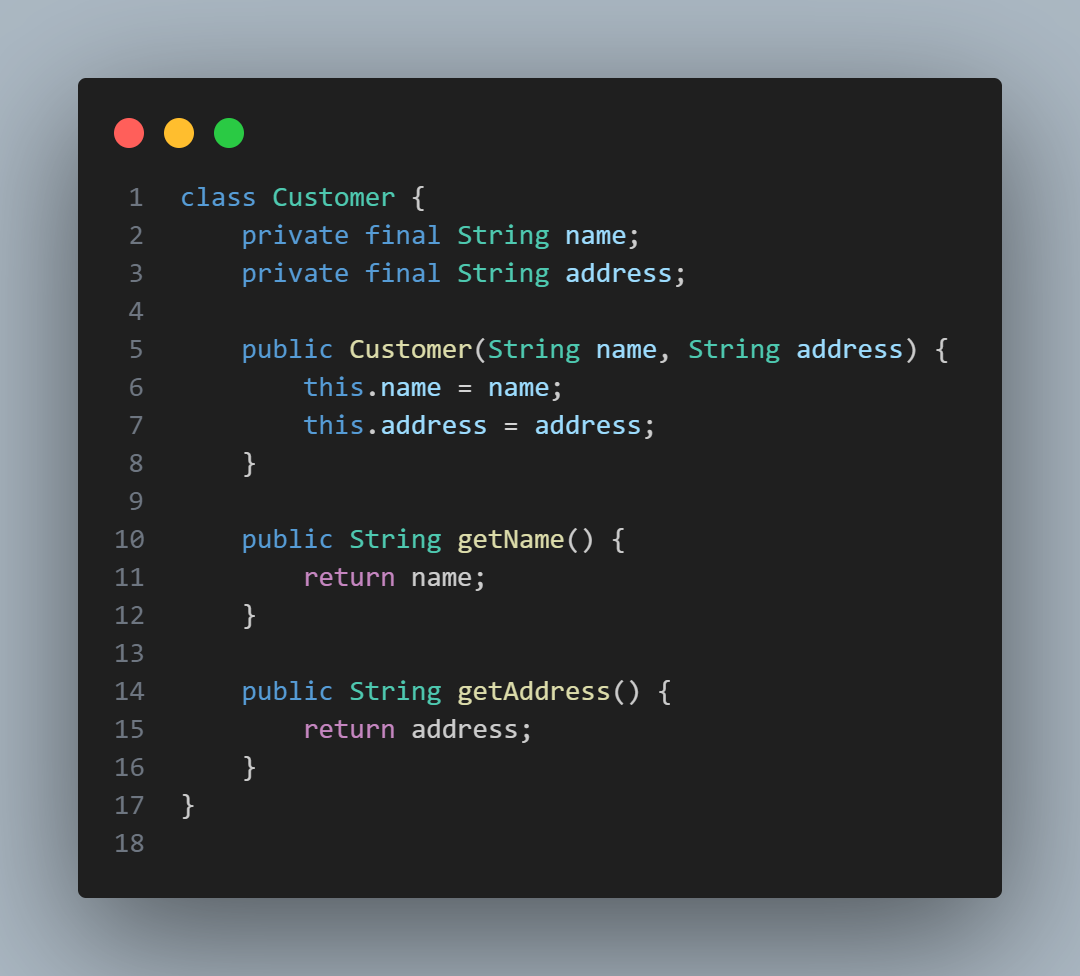 1 class Customer {
2     private final String name;
3     private final String address;
4
5     public Customer(String name, String address) {
6         this.name = name;
7         this.address = address;
8     }
9
10     public String getName() {
11         return name;
12     }
13
14     public String getAddress() {
15         return address;
16     }
17 }
18